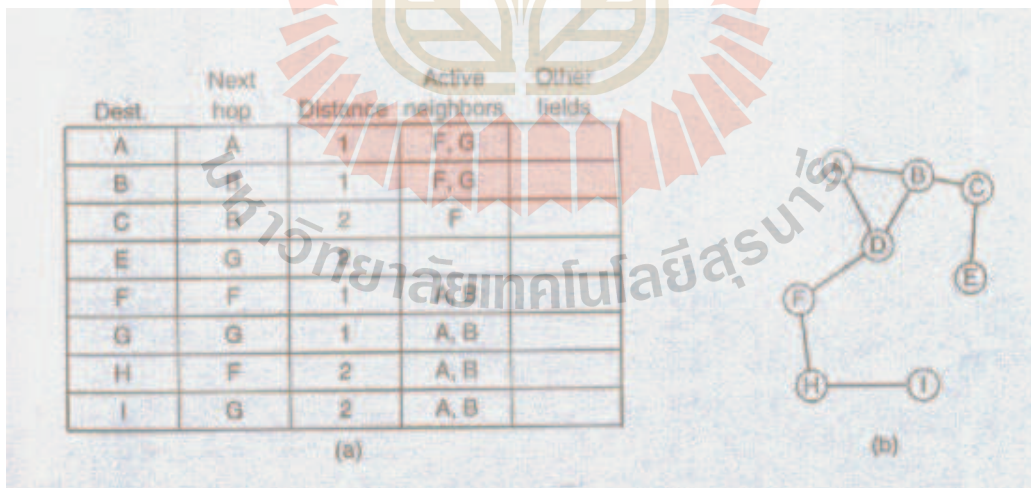 Next Active Other
Dest. hop Distance neighbors fields
A A 1 F, G
B B 1 F, G
C B 2 F
E G 2
F F 1 A, B
G G 1 A, B
H F 2 A, B
I G 2 A, B
(a)
A B C
D
E
F
H I
(b)
มหาวิทยาลัยเทคโนโลยีสุรนารี